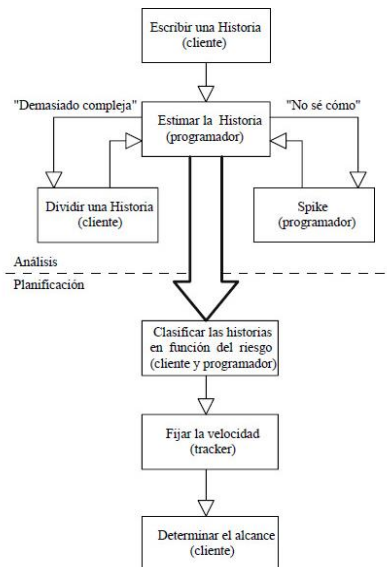 Escribir una Historia
(cliente)
"Demasiado compleja"
"No sé cómo"
Estimar la Historia
(programador)
Dividir una Historia
(cliente)
Spike
(programador)
Análisis
Planificación
Clasificar las historias
en función del riesgo
(cliente y programador)
Fijar la velocidad
(tracker)
Determinar el alcance
(cliente)